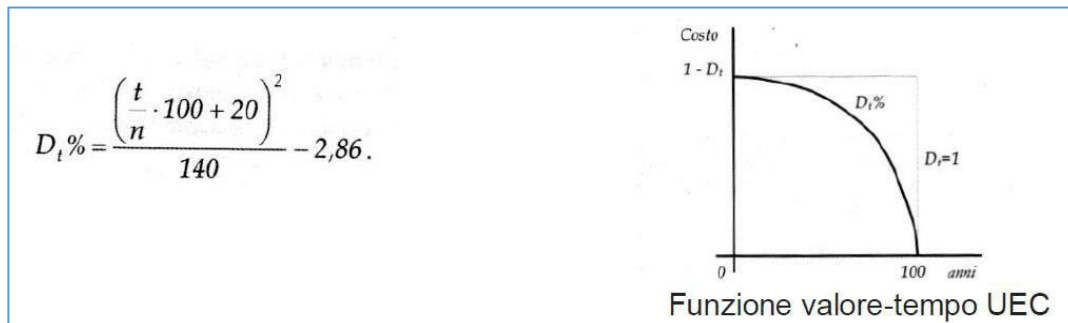 D_t% = (t/n · 100 + 20)² / 140 − 2,86.
Costo
1 - D_t
D_t%
D_t=1
0
100
anni
Funzione valore-tempo UEC